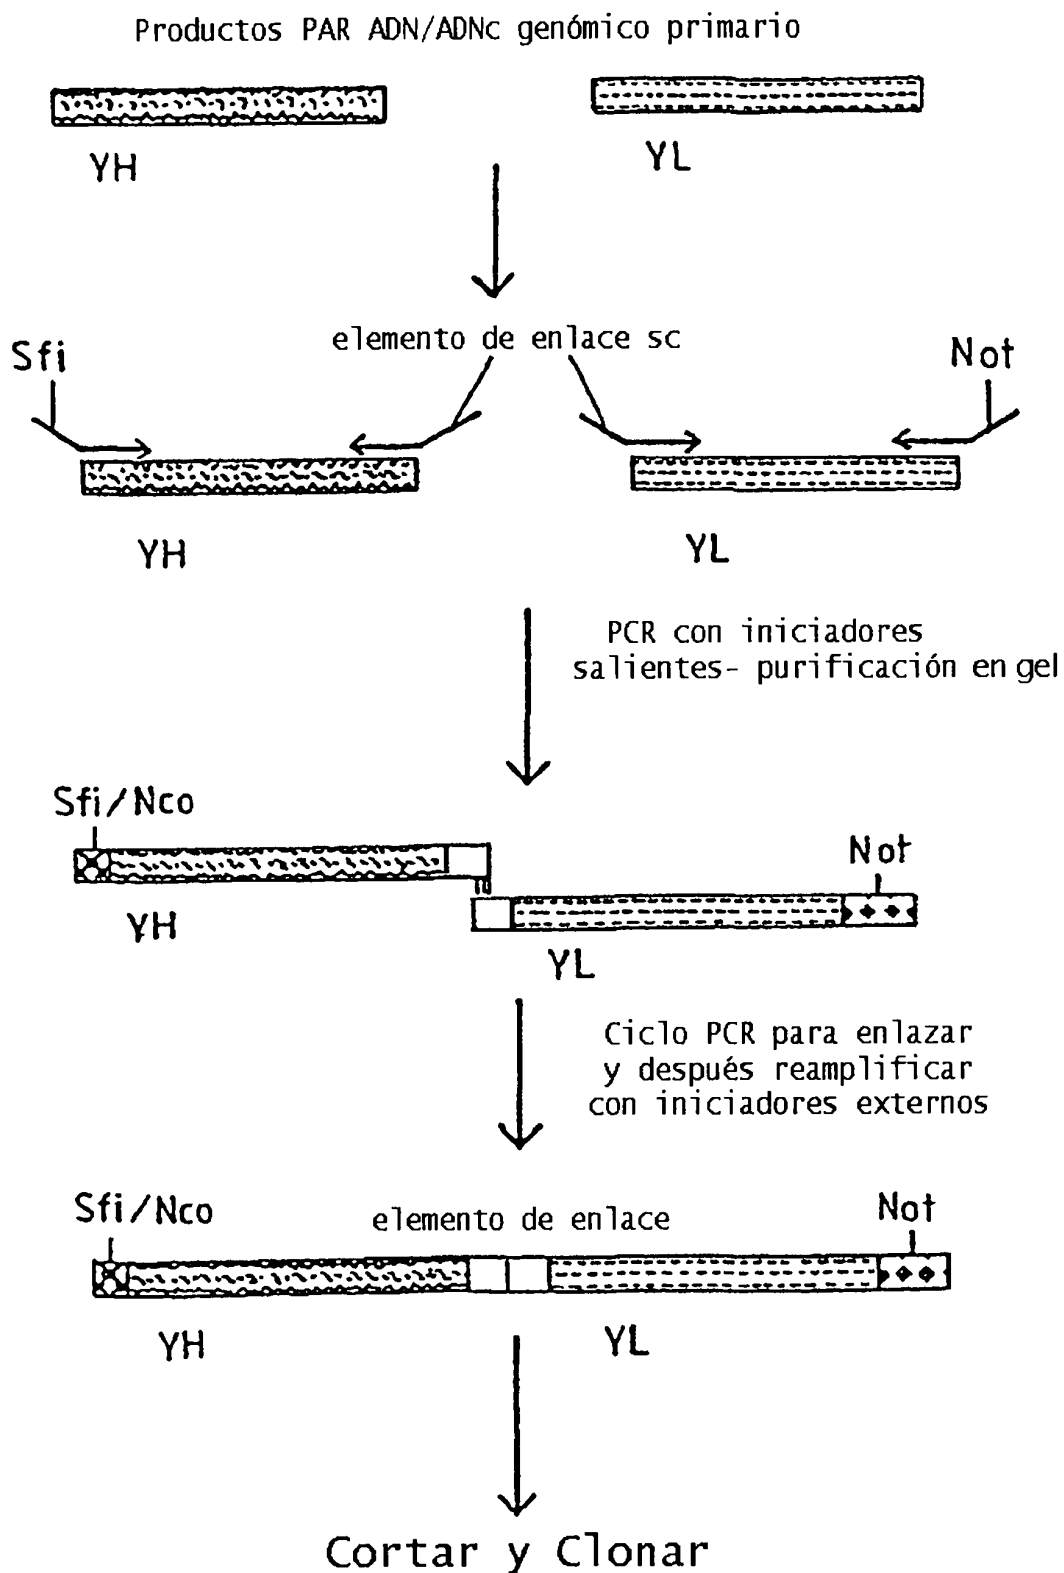 Productos PAR ADN/ADNc genómico primario
YH
YL
elemento de enlace sc
Sfi
Not
YH
YL
PCR con iniciadores
salientes- purificación en gel
Sfi/Nco
Not
YH
YL
Ciclo PCR para enlazar
y después reamplificar
con iniciadores externos
Sfi/Nco
elemento de enlace
Not
YH
YL
Cortar y Clonar